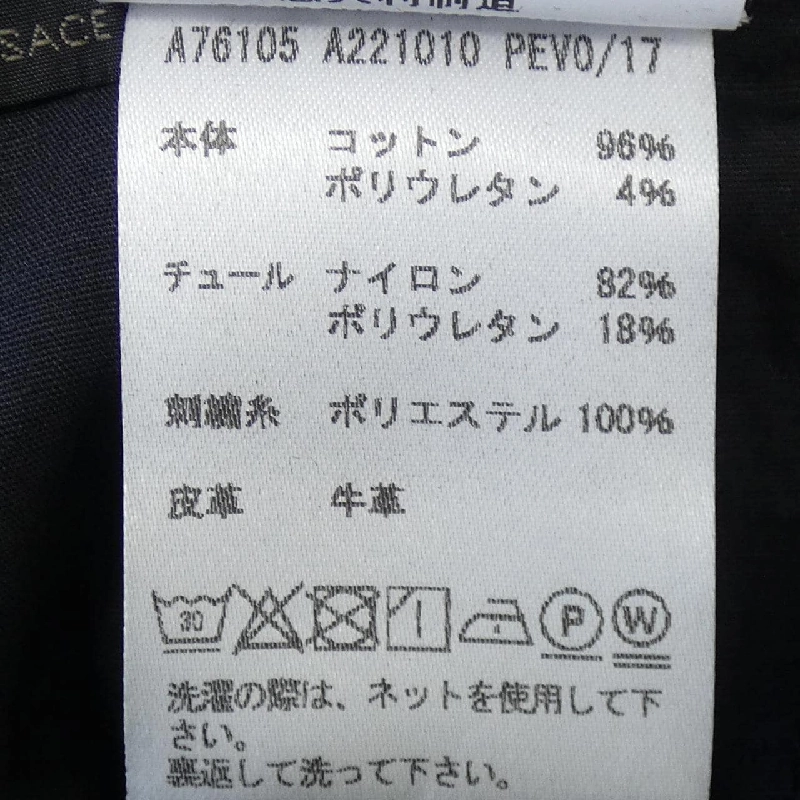 A76105 A221010 PEV0/17
本体 コットン 96%
ポリウレタン 4%
チュール ナイロン 82%
ポリウレタン 18%
刺繍糸 ポリエステル 100%
皮革 牛革
30 P W
洗濯の際は、ネットを使用して下
さい。
裏返して洗って下さい。